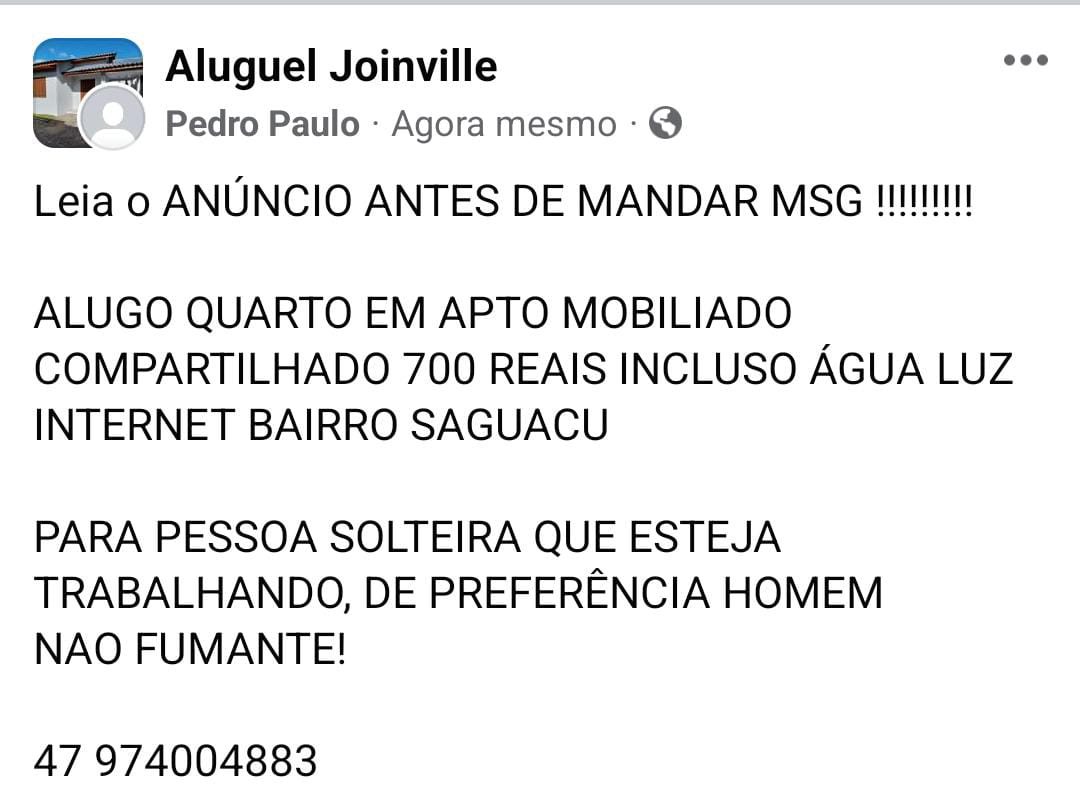 Aluguel Joinville
Pedro Paulo · Agora mesmo ·
Leia o ANÚNCIO ANTES DE MANDAR MSG !!!!!!!!!
ALUGO QUARTO EM APTO MOBILIADO
COMPARTILHADO 700 REAIS INCLUSO ÁGUA LUZ
INTERNET BAIRRO SAGUACU
PARA PESSOA SOLTEIRA QUE ESTEJA
TRABALHANDO, DE PREFERÊNCIA HOMEM
NAO FUMANTE!
47 974004883